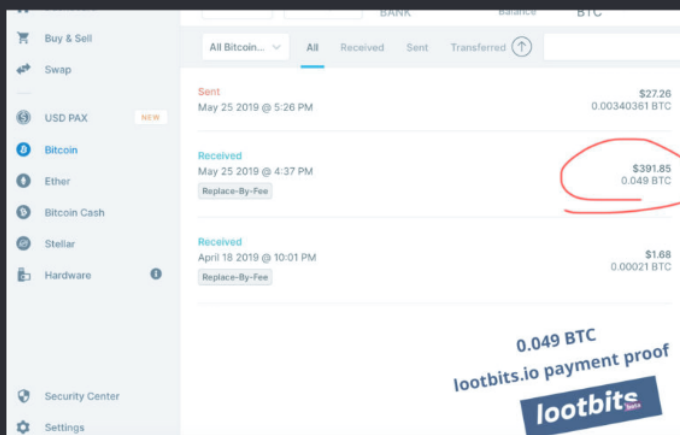 BANK
Balance
BTC
Buy & Sell
All Bitcoin...
All
Received
Sent
Transferred
Swap
Sent
$27.26
May 25 2019 @ 5:26 PM
0.00340361 BTC
USD PAX
NEW
Bitcoin
Received
$391.85
May 25 2019 @ 4:37 PM
0.049 BTC
Replace-By-Fee
Ether
Bitcoin Cash
Stellar
Received
$1.68
April 18 2019 @ 10:01 PM
0.00021 BTC
Hardware
Replace-By-Fee
0.049 BTC
lootbits.io payment proof
lootbits
Security Center
Settings